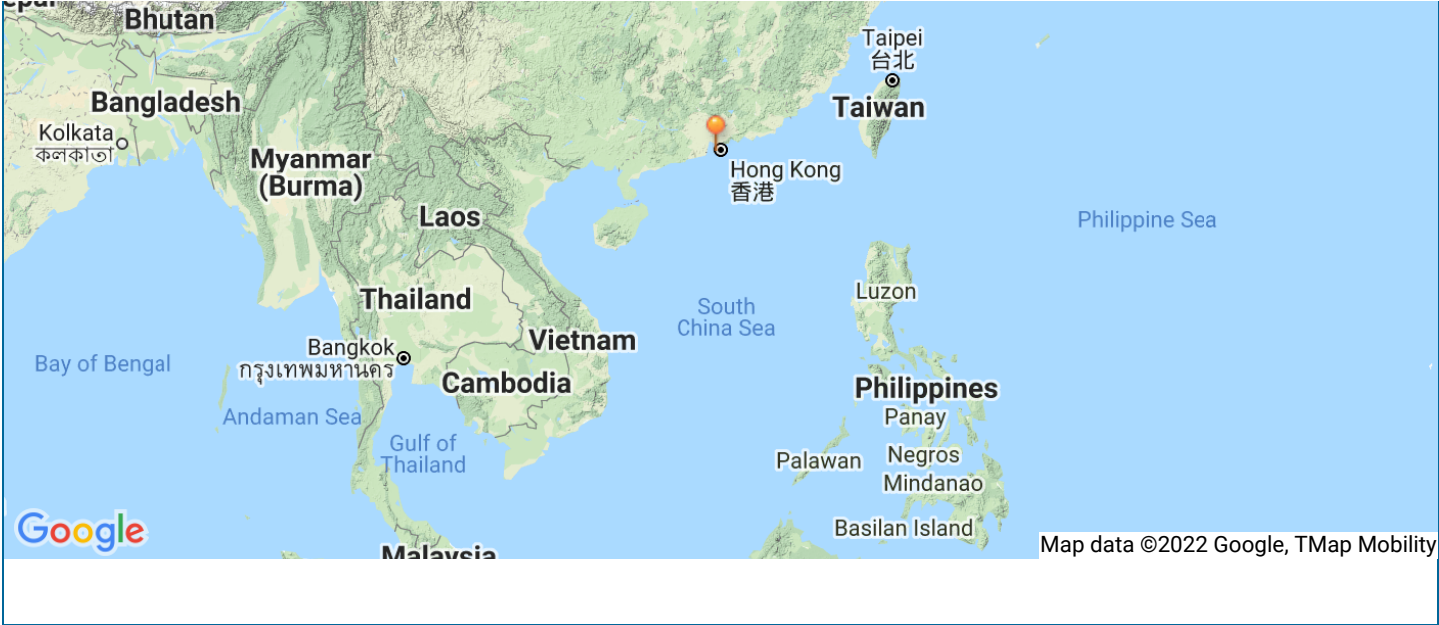 Bhutan
Taipei
台北
Bangladesh
Taiwan
Kolkata
কলকাতা
Myanmar
(Burma)
Hong Kong
香港
Laos
Philippine Sea
Luzon
Thailand
South
China Sea
Vietnam
Bangkok
กรุงเทพมหานคร
Bay of Bengal
Cambodia
Philippines
Andaman Sea
Panay
Gulf of
Thailand
Palawan
Negros
Mindanao
Google
Basilan Island
Malaysia
Map data ©2022 Google, TMap Mobility